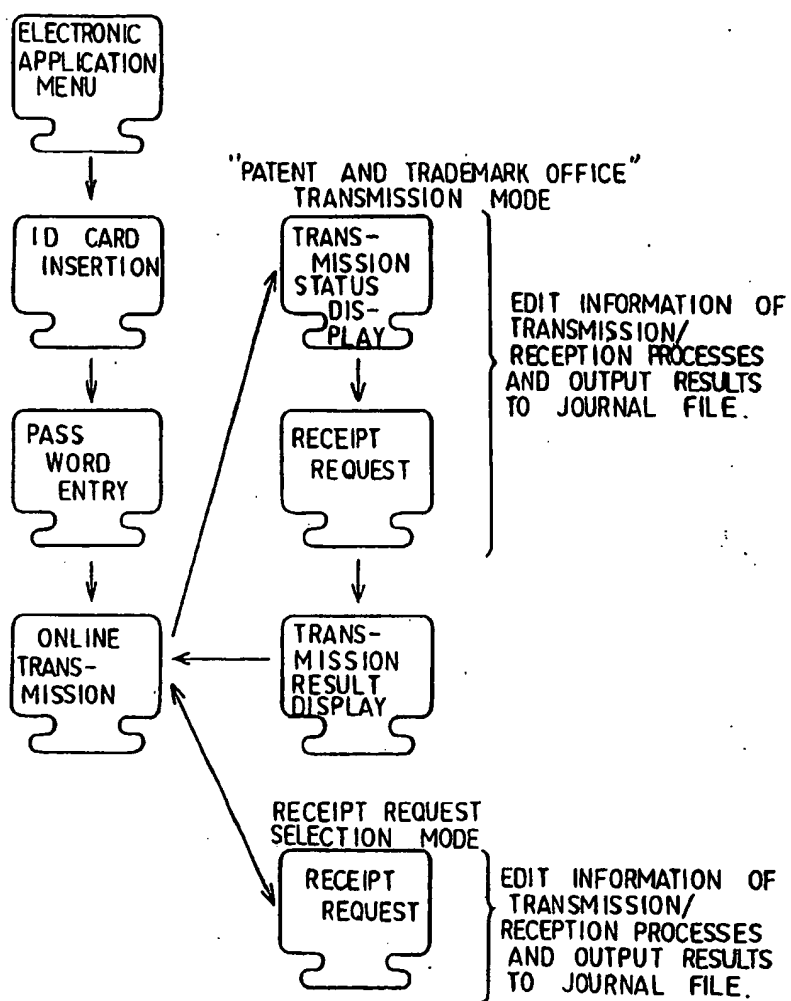 ELECTRONIC
APPLICATION
MENU
ID CARD
INSERTION
PASS
WORD
ENTRY
ONLINE
TRANS-
MISSION
"PATENT AND TRADEMARK OFFICE"
TRANSMISSION MODE
TRANS-
MISSION
STATUS
DIS-
PLAY
RECEIPT
REQUEST
TRANS-
MISSION
RESULT
DISPLAY
EDIT INFORMATION OF
TRANSMISSION/
RECEPTION PROCESSES
AND OUTPUT RESULTS
TO JOURNAL FILE.
RECEIPT REQUEST
SELECTION MODE
RECEIPT
REQUEST
EDIT INFORMATION OF
TRANSMISSION/
RECEPTION PROCESSES
AND OUTPUT RESULTS
TO JOURNAL FILE.